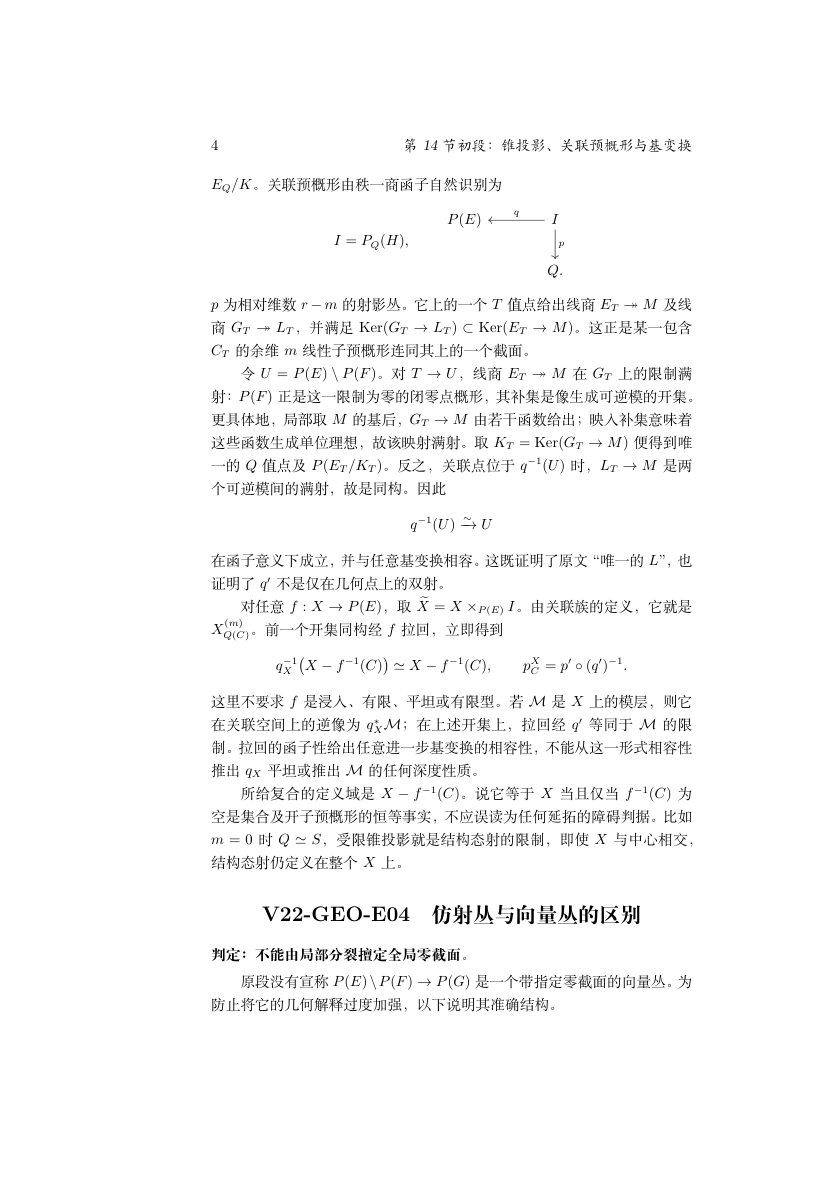 4 第 14 节初段：锥投影、关联预概形与基变换
E_Q/K。关联预概形由秩一商函子自然识别为
P(E) ←q— I
I = P_Q(H), ↓p
Q.
p 为相对维数 r − m 的射影丛。它上的一个 T 值点给出线商 E_T ↠ M 及线
商 G_T ↠ L_T，并满足 Ker(G_T → L_T) ⊂ Ker(E_T → M)。这正是某一包含
C_T 的余维 m 线性子预概形连同其上的一个截面。
令 U = P(E) \ P(F)。对 T → U，线商 E_T ↠ M 在 G_T 上的限制满
射：P(F) 正是这一限制为零的闭零点概形，其补集是像生成可逆模的开集。
更具体地，局部取 M 的基后，G_T → M 由若干函数给出；映入补集意味着
这些函数生成单位理想，故该映射满射。取 K_T = Ker(G_T → M) 便得到唯
一的 Q 值点及 P(E_T/K_T)。反之，关联点位于 q^{-1}(U) 时，L_T → M 是两
个可逆模间的满射，故是同构。因此
q^{-1}(U) ⥲ U
在函子意义下成立，并与任意基变换相容。这既证明了原文 “唯一的 L”，也
证明了 q′ 不是仅在几何点上的双射。
对任意 f : X → P(E)，取 X̃ = X ×_{P(E)} I。由关联族的定义，它就是
X^{(m)}_{Q(C)}。前一个开集同构经 f 拉回，立即得到
q_X^{-1}(X − f^{-1}(C)) ≃ X − f^{-1}(C), p_C^X = p′ ∘ (q′)^{-1}.
这里不要求 f 是浸入、有限、平坦或有限型。若 ℳ 是 X 上的模层，则它
在关联空间上的逆像为 q_X^*ℳ；在上述开集上，拉回经 q′ 等同于 ℳ 的限
制。拉回的函子性给出任意进一步基变换的相容性，不能从这一形式相容性
推出 q_X 平坦或推出 ℳ 的任何深度性质。
所给复合的定义域是 X − f^{-1}(C)。说它等于 X 当且仅当 f^{-1}(C) 为
空是集合及开子预概形的恒等事实，不应误读为任何延拓的障碍判据。比如
m = 0 时 Q ≃ S，受限锥投影就是结构态射的限制，即使 X 与中心相交，
结构态射仍定义在整个 X 上。
V22-GEO-E04 仿射丛与向量丛的区别
判定：不能由局部分裂擅定全局零截面。
原段没有宣称 P(E) \ P(F) → P(G) 是一个带指定零截面的向量丛。为
防止将它的几何解释过度加强，以下说明其准确结构。